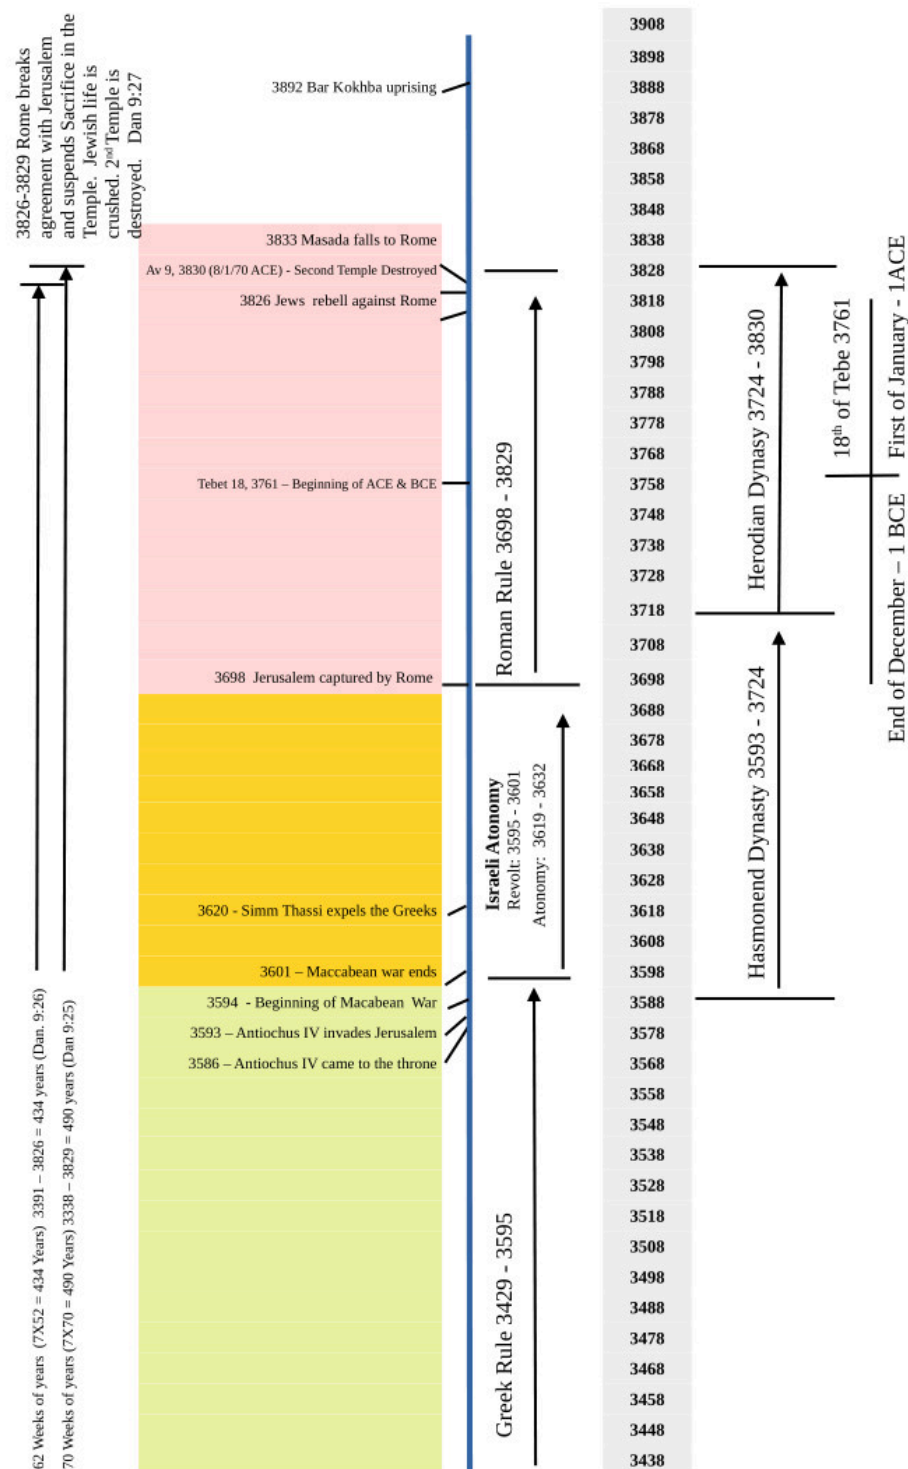 3826-3829 Rome breaks
agreement with Jerusalem
and suspends Sacrifice in the
Temple. Jewish life is
crushed. 2nd Temple is
destroyed. Dan 9:27
62 Weeks of years (7X52 = 434 Years) 3391 – 3826 = 434 years (Dan. 9:26)
70 Weeks of years (7X70 = 490 Years) 3338 – 3829 = 490 years (Dan 9:25)
3892 Bar Kokhba uprising
3833 Masada falls to Rome
Av 9, 3830 (8/1/70 ACE) - Second Temple Destroyed
3826 Jews rebell against Rome
Tebet 18, 3761 – Beginning of ACE & BCE
3698 Jerusalem captured by Rome
3620 - Simm Thassi expels the Greeks
3601 – Maccabean war ends
3594 - Beginning of Macabean War
3593 – Antiochus IV invades Jerusalem
3586 – Antiochus IV came to the throne
Roman Rule 3698 - 3829
Israeli Atonomy
Revolt: 3595 - 3601
Atonomy: 3619 - 3632
Greek Rule 3429 - 3595
3908
3898
3888
3878
3868
3858
3848
3838
3828
3818
3808
3798
3788
3778
3768
3758
3748
3738
3728
3718
3708
3698
3688
3678
3668
3658
3648
3638
3628
3618
3608
3598
3588
3578
3568
3558
3548
3538
3528
3518
3508
3498
3488
3478
3468
3458
3448
3438
Herodian Dynasy 3724 - 3830
Hasmonend Dynasty 3593 - 3724
18th of Tebe 3761
End of December – 1 BCE First of January - 1ACE